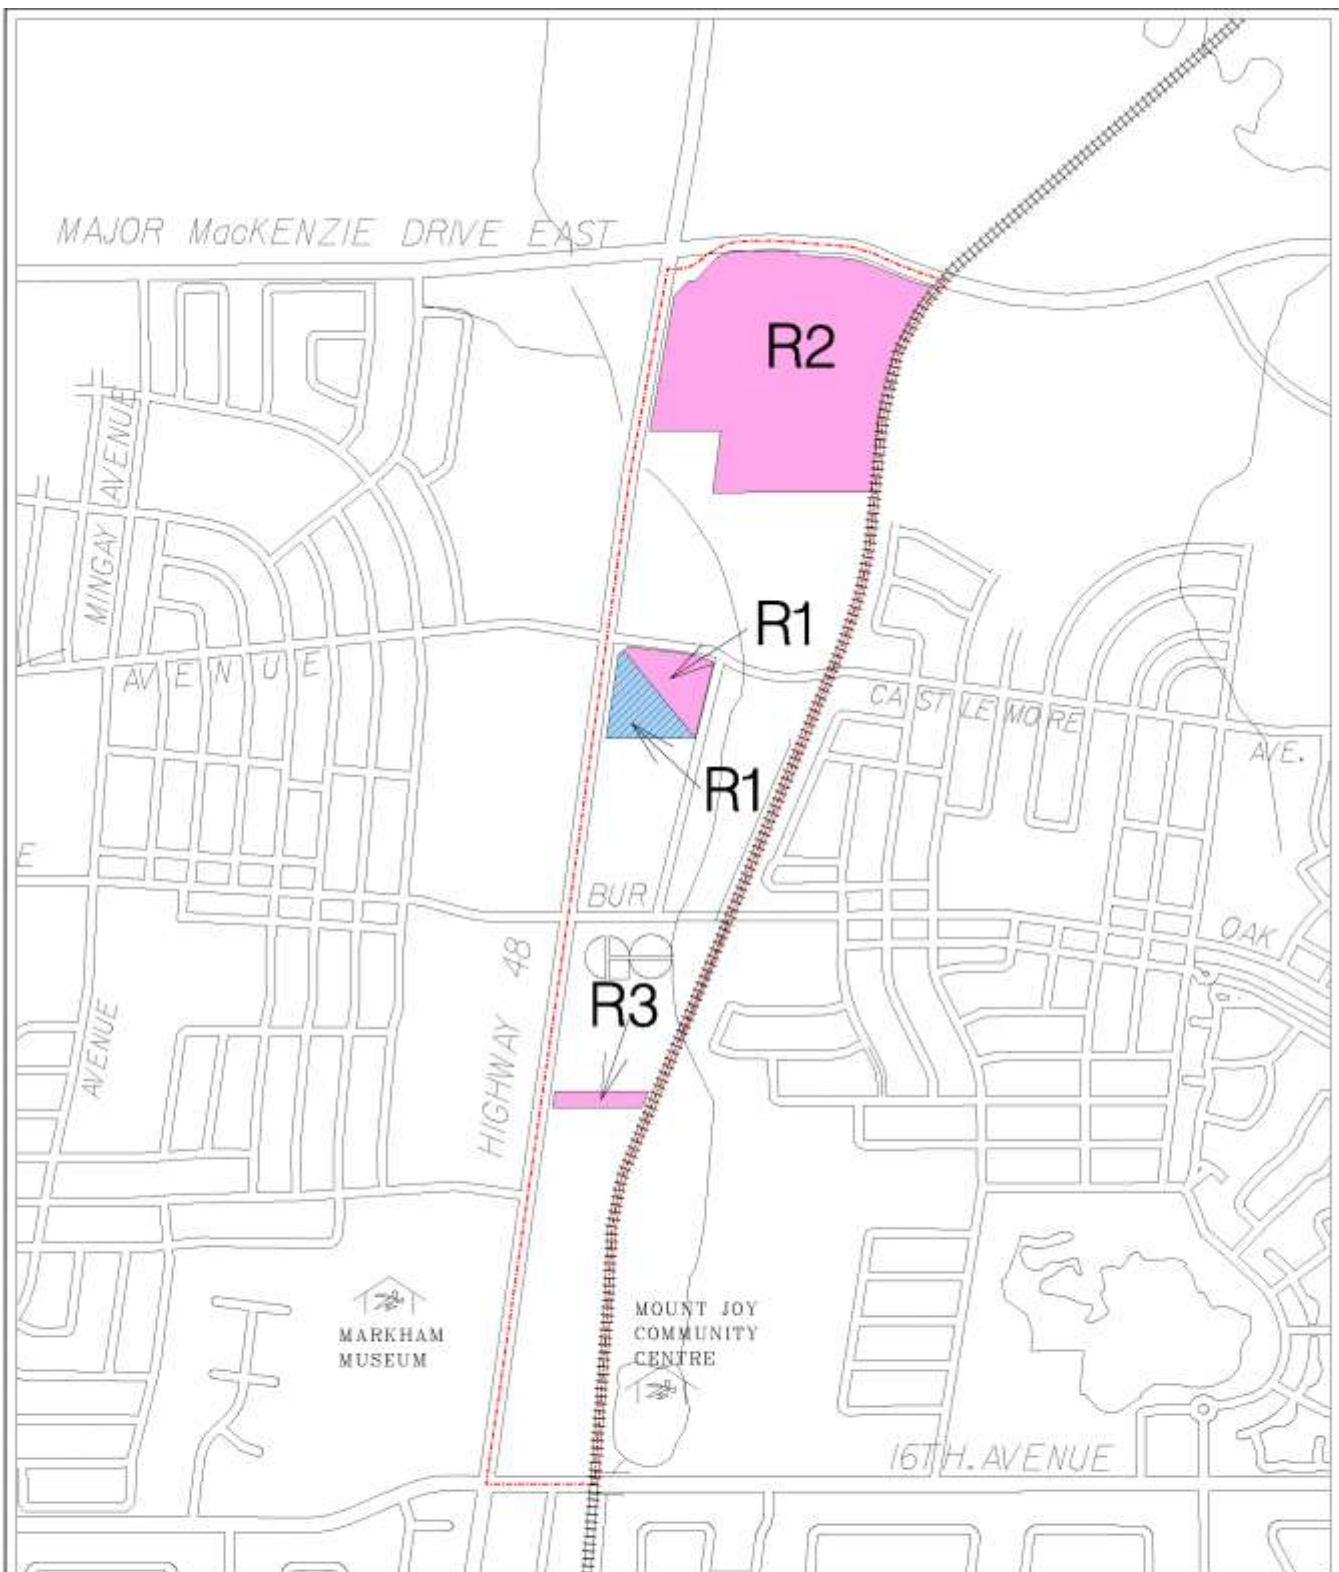 MAJOR MacKENZIE DRIVE EAST
R2
MINGAY AVENUE
R1
AVENUE
CASTLEMORE
AVE.
R1
E
BUR
OAK
HIGHWAY 48
R3
AVENUE
MARKHAM
MUSEUM
MOUNT JOY
COMMUNITY
CENTRE
16TH. AVENUE